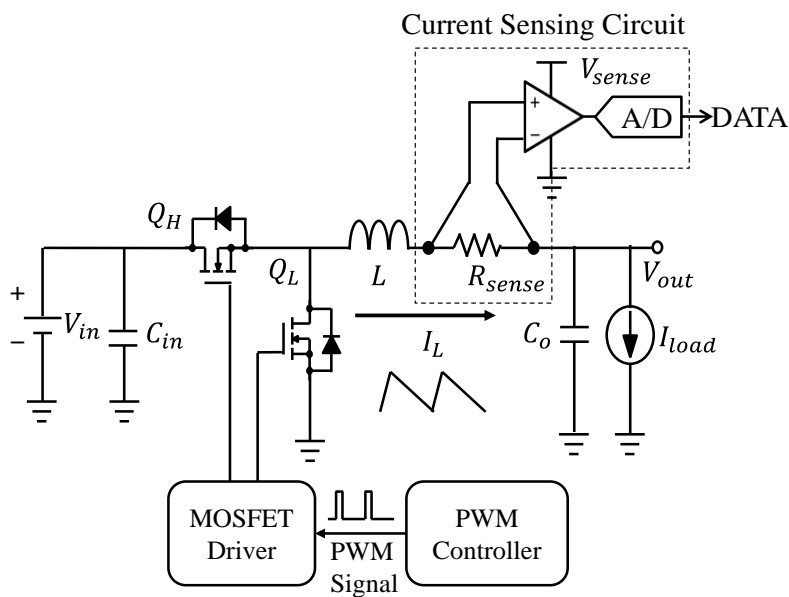 Current Sensing Circuit
V_sense
+
−
A/D
DATA
Q_H
Q_L
L
R_sense
V_out
+
−
V_in
C_in
I_L
C_o
I_load
MOSFET
Driver
PWM
Signal
PWM
Controller